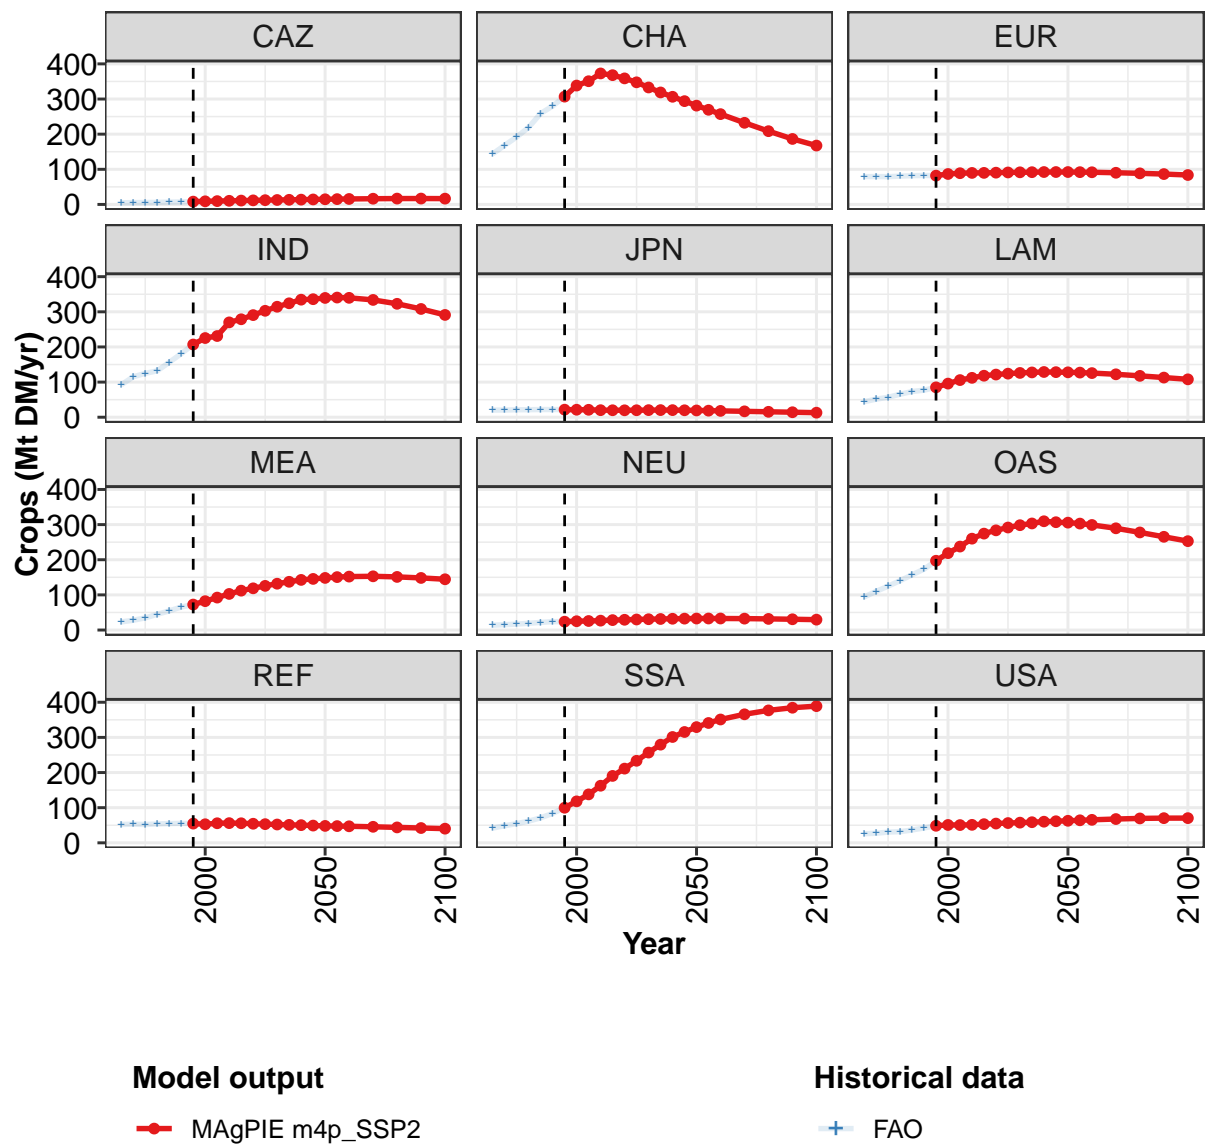 CAZ CHA EUR
400
300
200
100
0
IND JPN LAM
400
300
200
100
0
Crops (Mt DM/yr)
MEA NEU OAS
400
300
200
100
0
REF SSA USA
400
300
200
100
0
2000 2050 2100 2000 2050 2100 2000 2050 2100
Year
Model output Historical data
MAgPIE m4p_SSP2 FAO